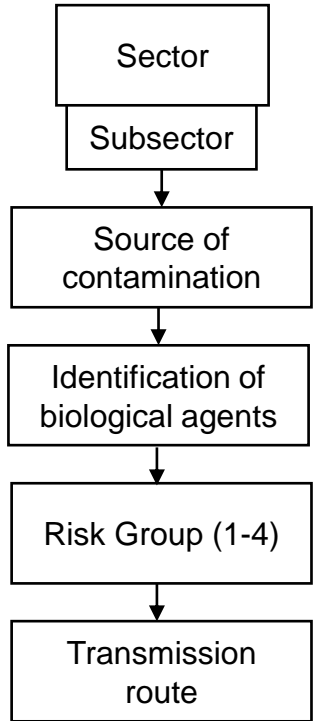 Sector
Subsector
Source of
contamination
Identification of
biological agents
Risk Group (1-4)
Transmission
route